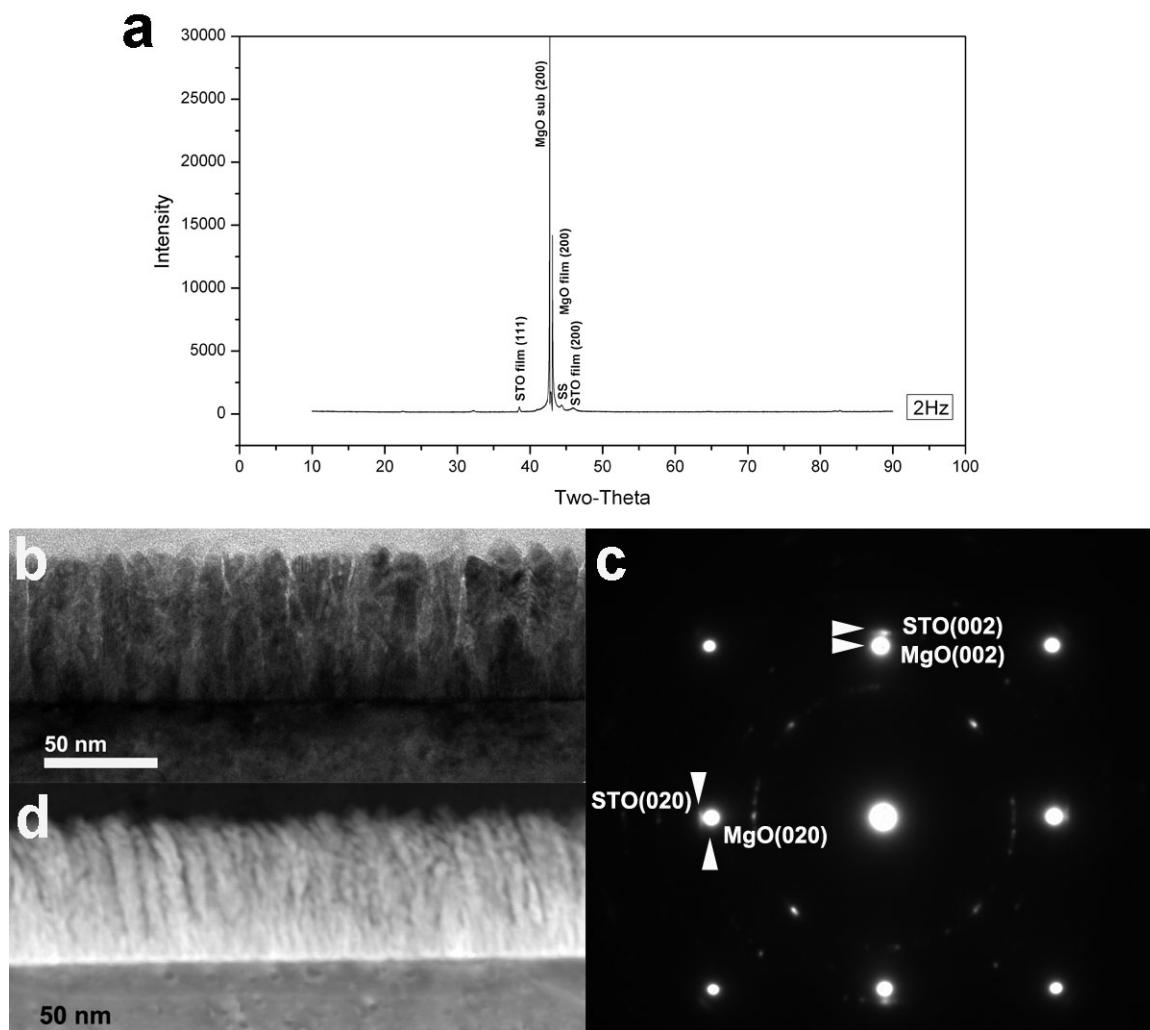 a
30000
25000
20000
15000
10000
5000
0
Intensity
MgO sub (200)
MgO film (200)
STO film (111)
SS
STO film (200)
2Hz
0 10 20 30 40 50 60 70 80 90 100
Two-Theta
b
50 nm
c
STO(002)
MgO(002)
STO(020)
MgO(020)
d
50 nm